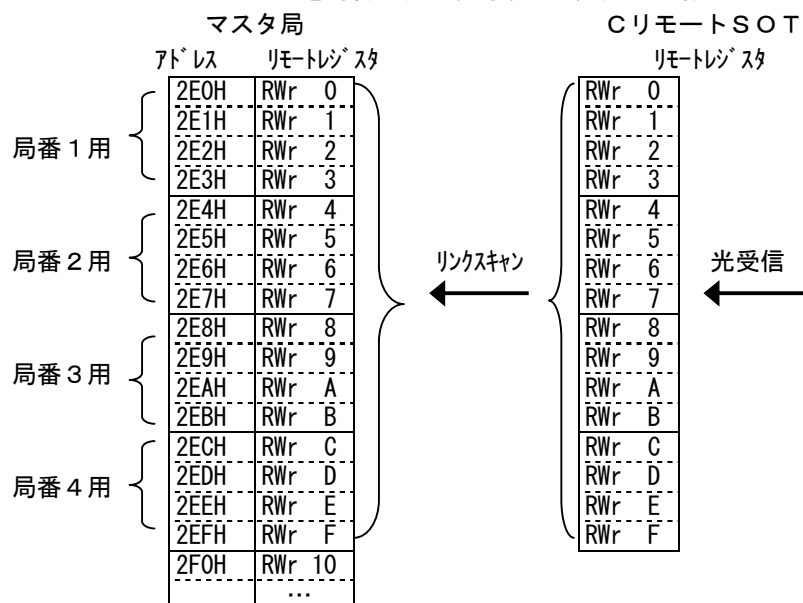 マスタ局 CリモートSOT
アドレス リモートレジスタ リモートレジスタ
2E0H RWr 0 RWr 0
局番1用 2E1H RWr 1 RWr 1
2E2H RWr 2 RWr 2
2E3H RWr 3 RWr 3
2E4H RWr 4 RWr 4
2E5H RWr 5 RWr 5
局番2用 2E6H RWr 6 リンクスキャン RWr 6 光受信
2E7H RWr 7 RWr 7
2E8H RWr 8 RWr 8
2E9H RWr 9 RWr 9
局番3用 2EAH RWr A RWr A
2EBH RWr B RWr B
2ECH RWr C RWr C
2EDH RWr D RWr D
局番4用 2EEH RWr E RWr E
2EFH RWr F RWr F
2F0H RWr 10
...